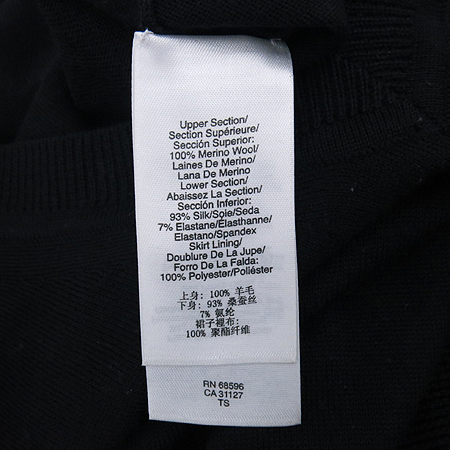 Upper Section/
Section Supérieure/
Sección Superior:
100% Merino Wool/
Laines De Merino/
Lana De Merino
Lower Section/
Abaissez La Section/
Sección Inferior:
93% Silk/Soie/Seda
7% Elastane/Élasthanne/
Elastano/Spandex
Skirt Lining/
Doublure De La Jupe/
Forro De La Falda:
100% Polyester/Poliéster
上身: 100% 羊毛
下身: 93% 桑蚕丝
7% 氨纶
裙子裡布:
100% 聚酯纤维
RN 68596
CA 31127
TS